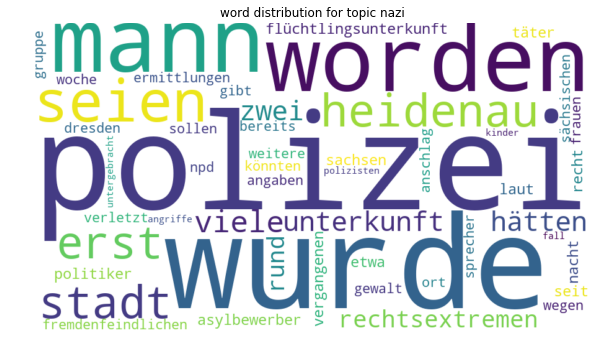 word distribution for topic nazi
gruppe
mann
flüchtlingsunterkunft
worden
täter
woche
ermittlungen
gibt
seien
zwei
heidenau
sächsischen
frauen
dresden
sollen
bereits
kinder
polizei
untergebracht
npd
weitere
angaben
könnten
sachsen
polizisten
anschlag
laut
recht
verletzt
angriffe
viele
unterkunft
hätten
fall
erst
wurde
rund
vergangenen
etwa
sprecher
nacht
politiker
gewalt
ort
seit
wegen
stadt
fremdenfeindlichen
asylbewerber
rechtsextremen